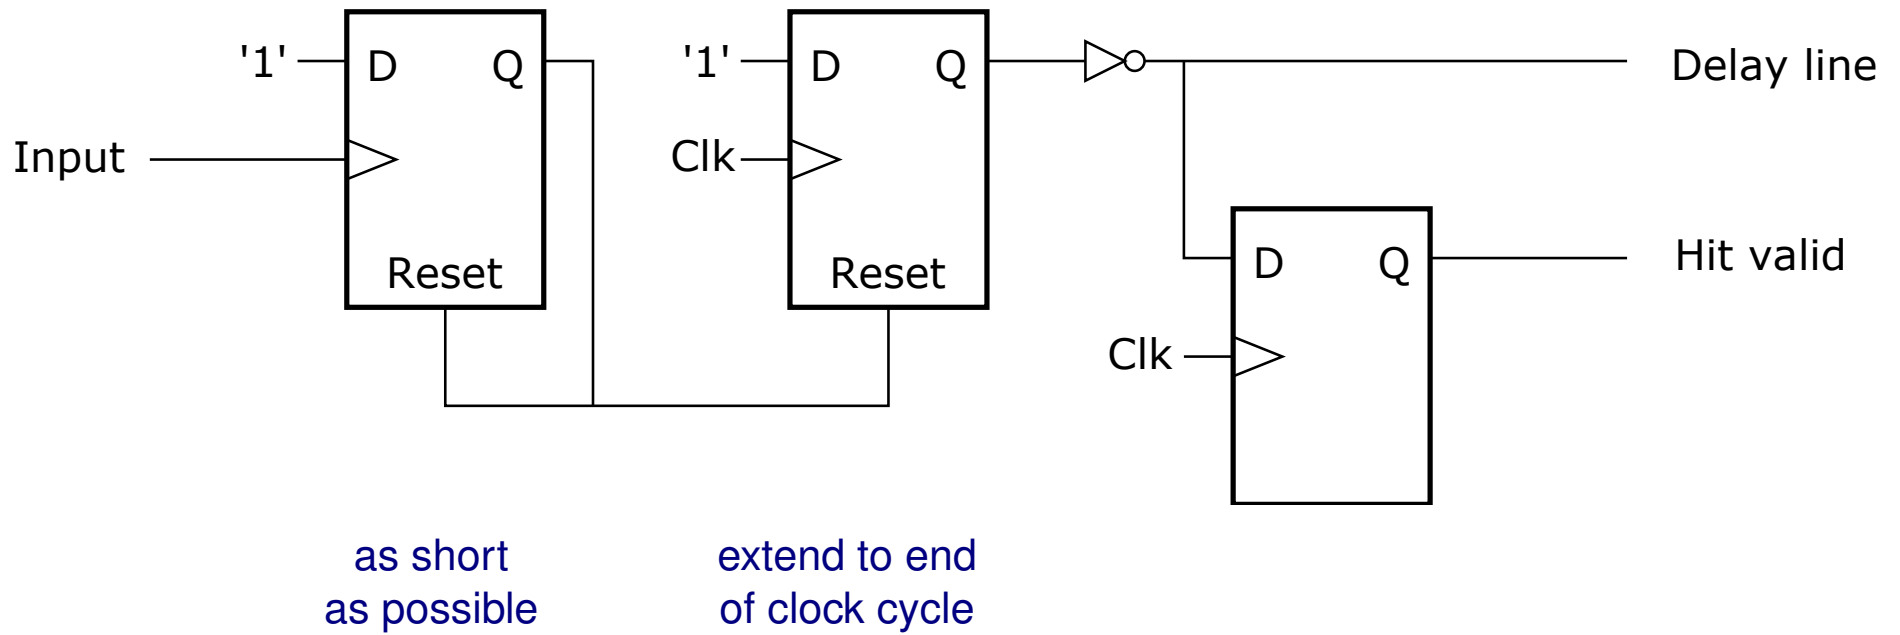 '1' D Q '1' D Q Delay line
Input Clk
Reset Reset D Q Hit valid
Clk
as short
as possible
extend to end
of clock cycle